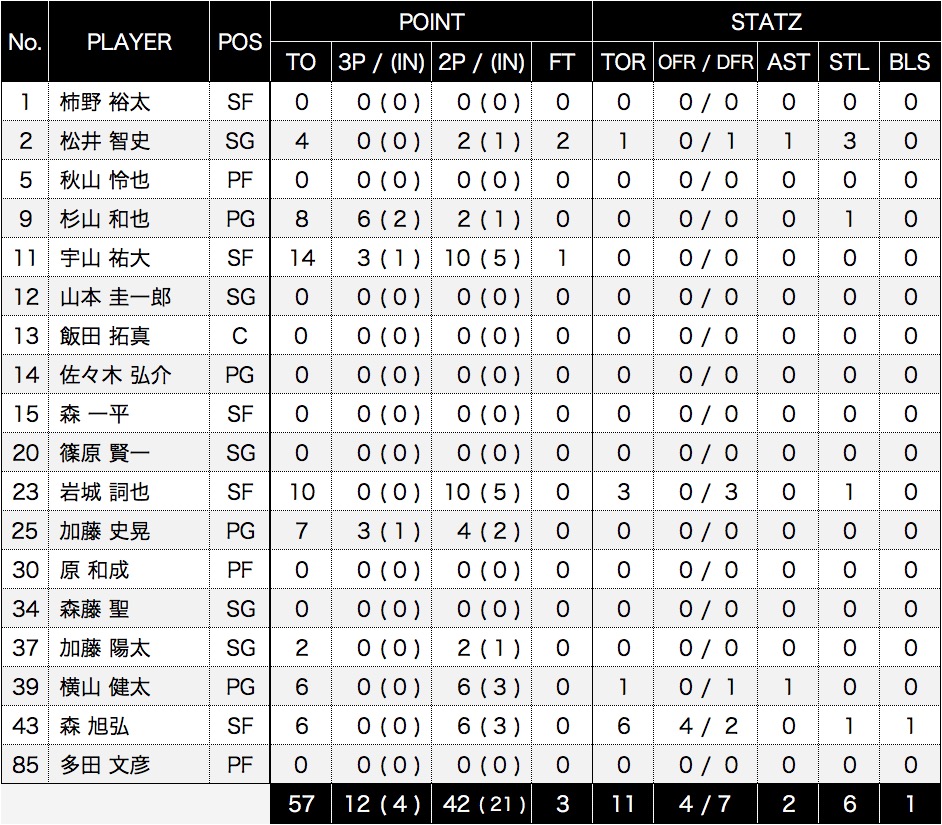 No. PLAYER POS POINT STATZ
TO 3P / (IN) 2P / (IN) FT TOR OFR / DFR AST STL BLS
1 柿野 裕太 SF 0 0 ( 0 ) 0 ( 0 ) 0 0 0 / 0 0 0 0
2 松井 智史 SG 4 0 ( 0 ) 2 ( 1 ) 2 1 0 / 1 1 3 0
5 秋山 怜也 PF 0 0 ( 0 ) 0 ( 0 ) 0 0 0 / 0 0 0 0
9 杉山 和也 PG 8 6 ( 2 ) 2 ( 1 ) 0 0 0 / 0 0 1 0
11 宇山 祐大 SF 14 3 ( 1 ) 10 ( 5 ) 1 0 0 / 0 0 0 0
12 山本 圭一郎 SG 0 0 ( 0 ) 0 ( 0 ) 0 0 0 / 0 0 0 0
13 飯田 拓真 C 0 0 ( 0 ) 0 ( 0 ) 0 0 0 / 0 0 0 0
14 佐々木 弘介 PG 0 0 ( 0 ) 0 ( 0 ) 0 0 0 / 0 0 0 0
15 森 一平 SF 0 0 ( 0 ) 0 ( 0 ) 0 0 0 / 0 0 0 0
20 篠原 賢一 SG 0 0 ( 0 ) 0 ( 0 ) 0 0 0 / 0 0 0 0
23 岩城 詞也 SF 10 0 ( 0 ) 10 ( 5 ) 0 3 0 / 3 0 1 0
25 加藤 史晃 PG 7 3 ( 1 ) 4 ( 2 ) 0 0 0 / 0 0 0 0
30 原 和成 PF 0 0 ( 0 ) 0 ( 0 ) 0 0 0 / 0 0 0 0
34 森藤 聖 SG 0 0 ( 0 ) 0 ( 0 ) 0 0 0 / 0 0 0 0
37 加藤 陽太 SG 2 0 ( 0 ) 2 ( 1 ) 0 0 0 / 0 0 0 0
39 横山 健太 PG 6 0 ( 0 ) 6 ( 3 ) 0 1 0 / 1 1 0 0
43 森 旭弘 SF 6 0 ( 0 ) 6 ( 3 ) 0 6 4 / 2 0 1 1
85 多田 文彦 PF 0 0 ( 0 ) 0 ( 0 ) 0 0 0 / 0 0 0 0
57 12 ( 4 ) 42 ( 21 ) 3 11 4 / 7 2 6 1